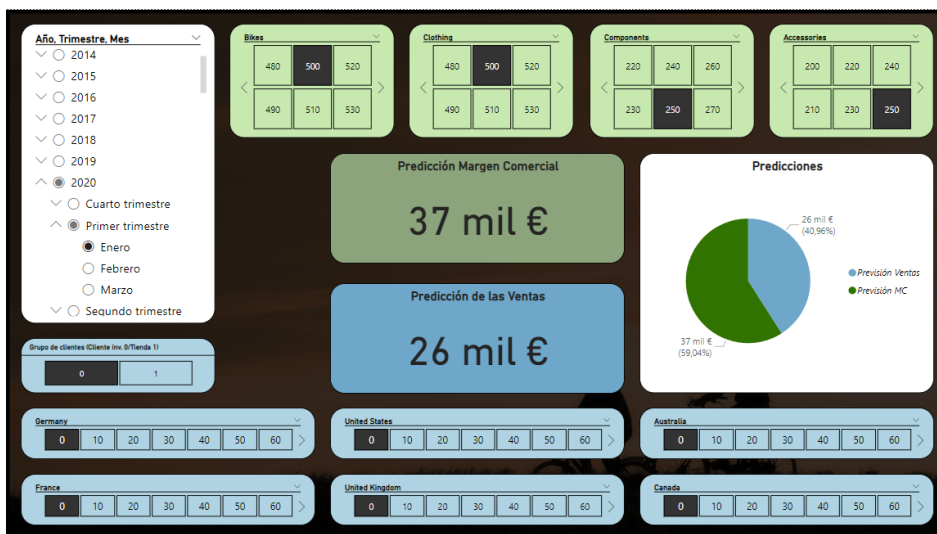 Año, Trimestre, Mes
2014
2015
2016
2017
2018
2019
2020
Cuarto trimestre
Primer trimestre
Enero
Febrero
Marzo
Segundo trimestre
Bikes
480 500 520
490 510 530
Clothing
480 500 520
490 510 530
Components
220 240 260
230 250 270
Accessories
200 220 240
210 230 250
Predicción Margen Comercial
37 mil €
Predicción de las Ventas
26 mil €
Predicciones
26 mil €
(40,96%)
Previsión Ventas
Previsión MC
37 mil €
(59,04%)
Grupo de clientes (Cliente inv. 0/Tienda 1)
0 1
Germany
0 10 20 30 40 50 60
United States
0 10 20 30 40 50 60
Australia
0 10 20 30 40 50 60
France
0 10 20 30 40 50 60
United Kingdom
0 10 20 30 40 50 60
Canada
0 10 20 30 40 50 60